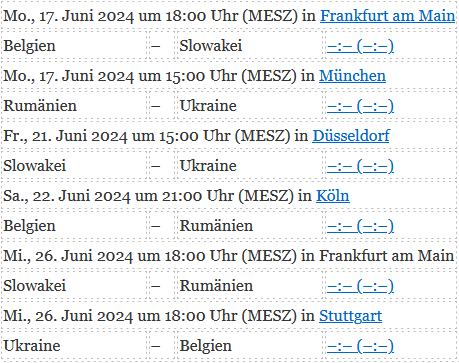 Mo., 17. Juni 2024 um 18:00 Uhr (MESZ) in Frankfurt am Main
Belgien – Slowakei –:– (–:–)
Mo., 17. Juni 2024 um 15:00 Uhr (MESZ) in München
Rumänien – Ukraine –:– (–:–)
Fr., 21. Juni 2024 um 15:00 Uhr (MESZ) in Düsseldorf
Slowakei – Ukraine –:– (–:–)
Sa., 22. Juni 2024 um 21:00 Uhr (MESZ) in Köln
Belgien – Rumänien –:– (–:–)
Mi., 26. Juni 2024 um 18:00 Uhr (MESZ) in Frankfurt am Main
Slowakei – Rumänien –:– (–:–)
Mi., 26. Juni 2024 um 18:00 Uhr (MESZ) in Stuttgart
Ukraine – Belgien –:– (–:–)